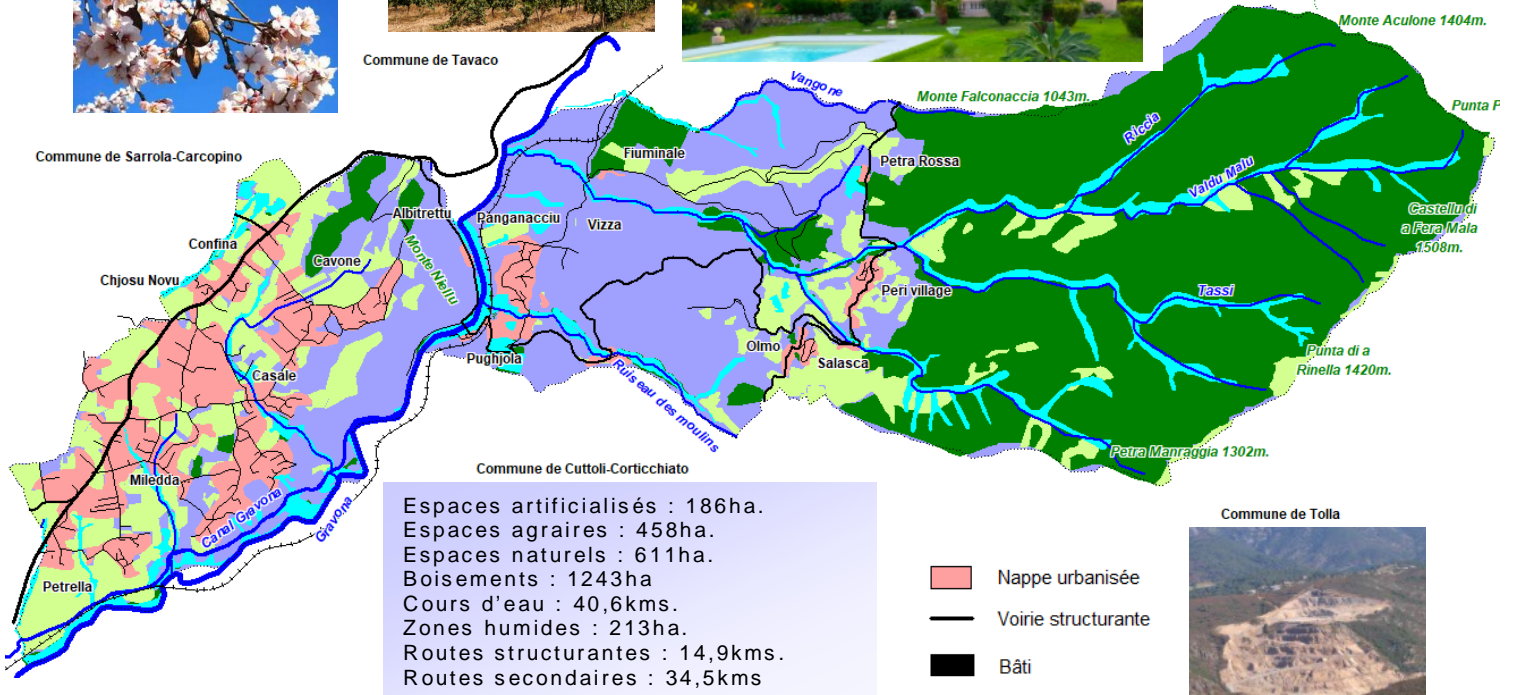 Monte Aculone 1404m.
Commune de Tavaco
Vangone
Monte Falconaccia 1043m.
Punta P
Riccia
Commune de Sarrola-Carcopino
Fiuminale
Petra Rossa
Valdu Malu
Albitrettu
Panganacciu
Vizza
Castellu di
a Fera Mala
1508m.
Confina
Cavone
Monte Niellu
Chjosu Novu
Peri village
Tassi
Pughjola
Olmo
Salasca
Punta di a
Rinella 1420m.
Casale
Ruiseau des moulins
Petra Manraggia 1302m.
Commune de Cuttoli-Corticchiato
Miledda
Canal Gravona
Gravona
Petrella
Commune de Tolla
Espaces artificialisés : 186ha.
Espaces agraires : 458ha.
Espaces naturels : 611ha.
Boisements : 1243ha
Cours d'eau : 40,6kms.
Zones humides : 213ha.
Routes structurantes : 14,9kms.
Routes secondaires : 34,5kms
Nappe urbanisée
Voirie structurante
Bâti